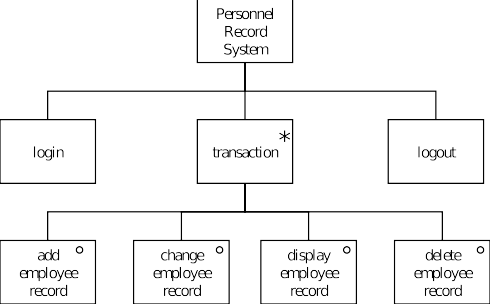 Personnel
Record
System
login
transaction *
logout
add
employee
record
change
employee
record
display
employee
record
delete
employee
record